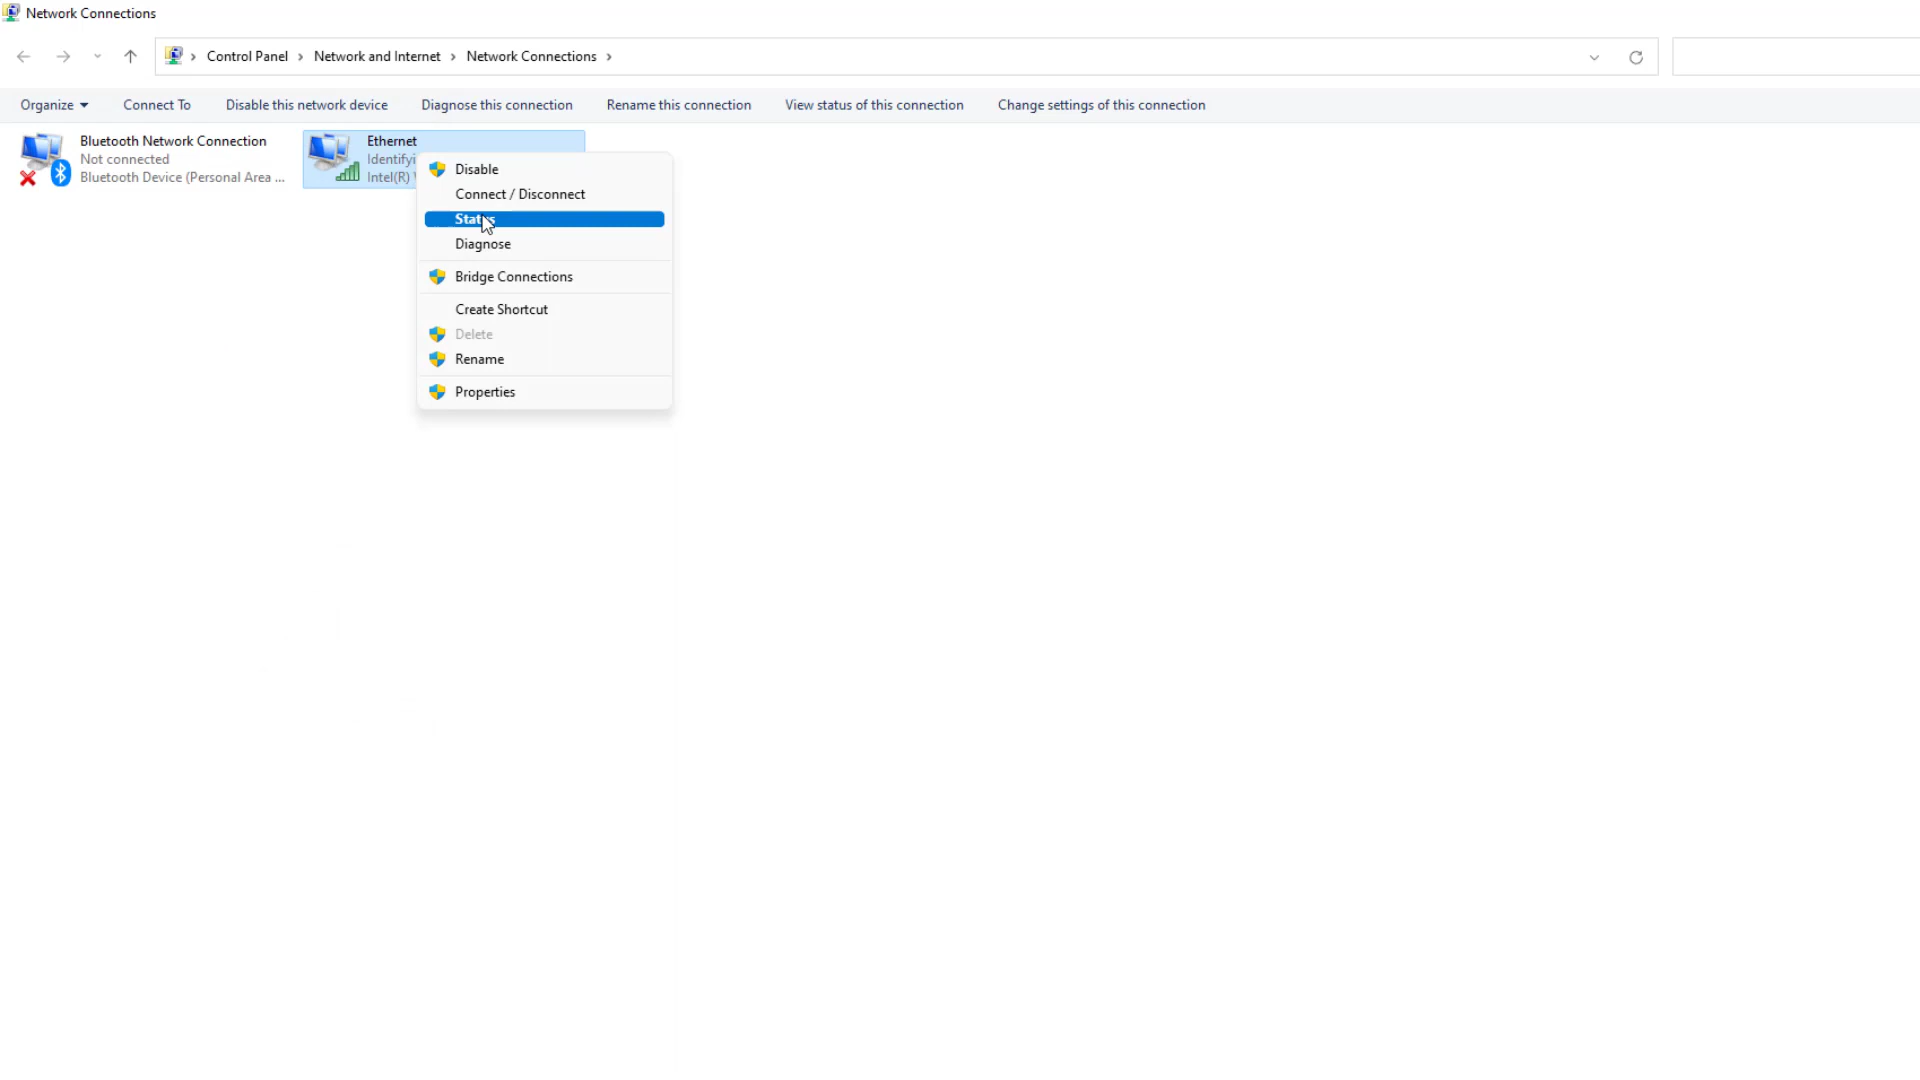 Network Connections
Control Panel Network and Internet Network Connections
Organize Connect To Disable this network device Diagnose this connection Rename this connection View status of this connection Change settings of this connection
Bluetooth Network Connection
Not connected
Bluetooth Device (Personal Area ...
Ethernet
Identifyi
Intel(R)
Disable
Connect / Disconnect
Status
Diagnose
Bridge Connections
Create Shortcut
Delete
Rename
Properties